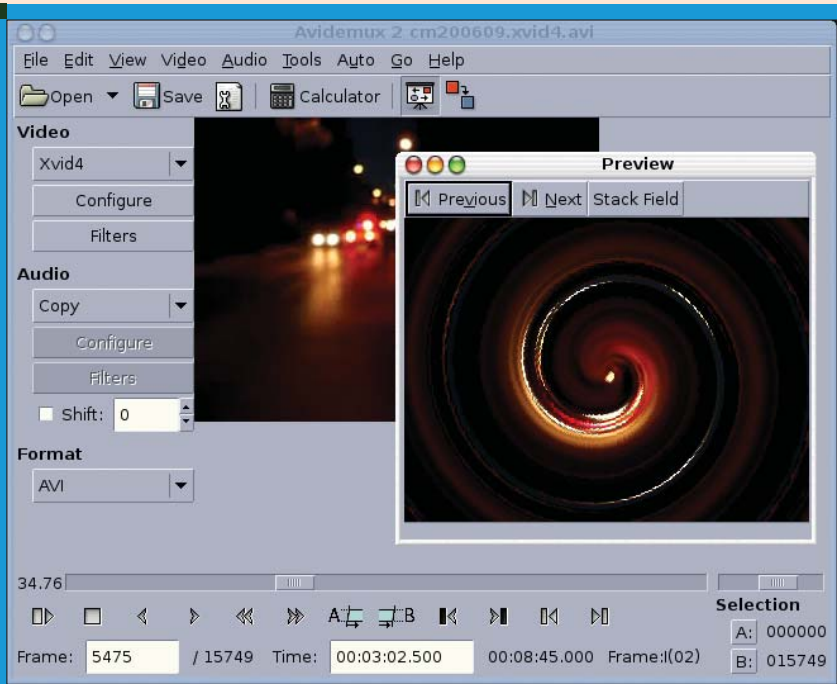 Avidemux 2 cm200609.xvid4.avi
File Edit View Video Audio Tools Auto Go Help
Open Save Calculator
Video
Xvid4
Configure
Filters
Audio
Copy
Configure
Filters
Shift: 0
Format
AVI
Preview
Previous Next Stack Field
34.76
A B
Selection
A: 000000
Frame: 5475 / 15749 Time: 00:03:02.500 00:08:45.000 Frame:I(02)
B: 015749